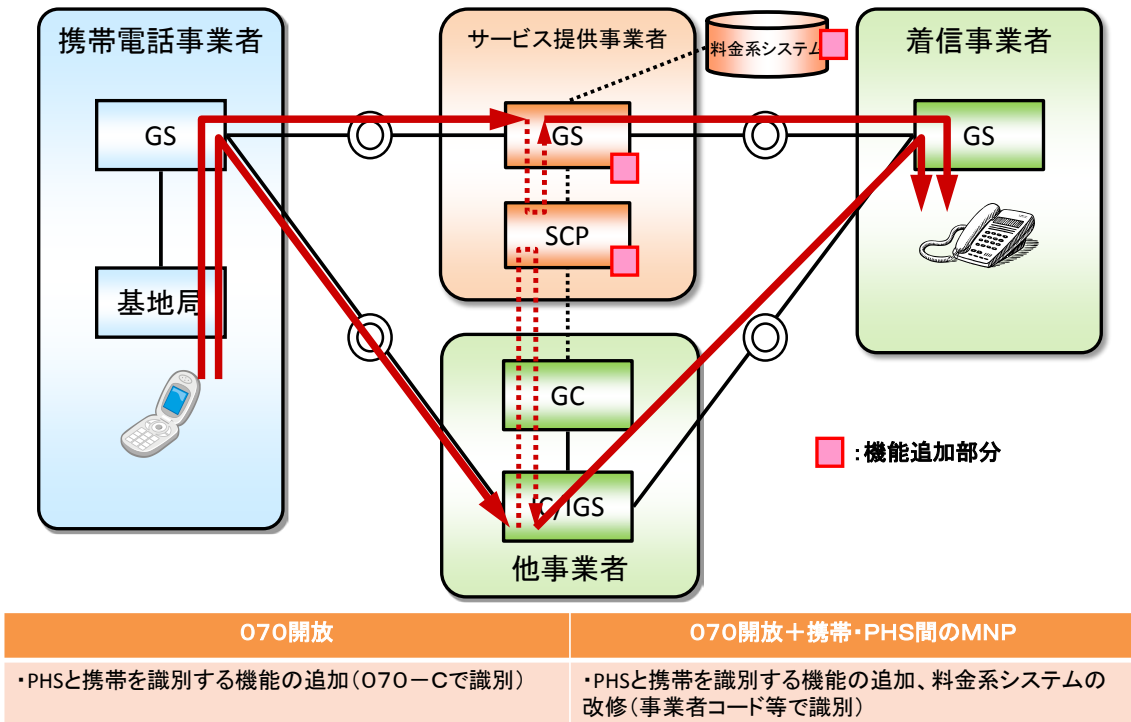 携帯電話事業者
サービス提供事業者
料金系システム
着信事業者
GS
GS
GS
SCP
基地局
GC
IC/IGS
他事業者
:機能追加部分
070開放
070開放＋携帯・PHS間のMNP
・PHSと携帯を識別する機能の追加(070－Cで識別)
・PHSと携帯を識別する機能の追加、料金系システムの
改修(事業者コード等で識別)